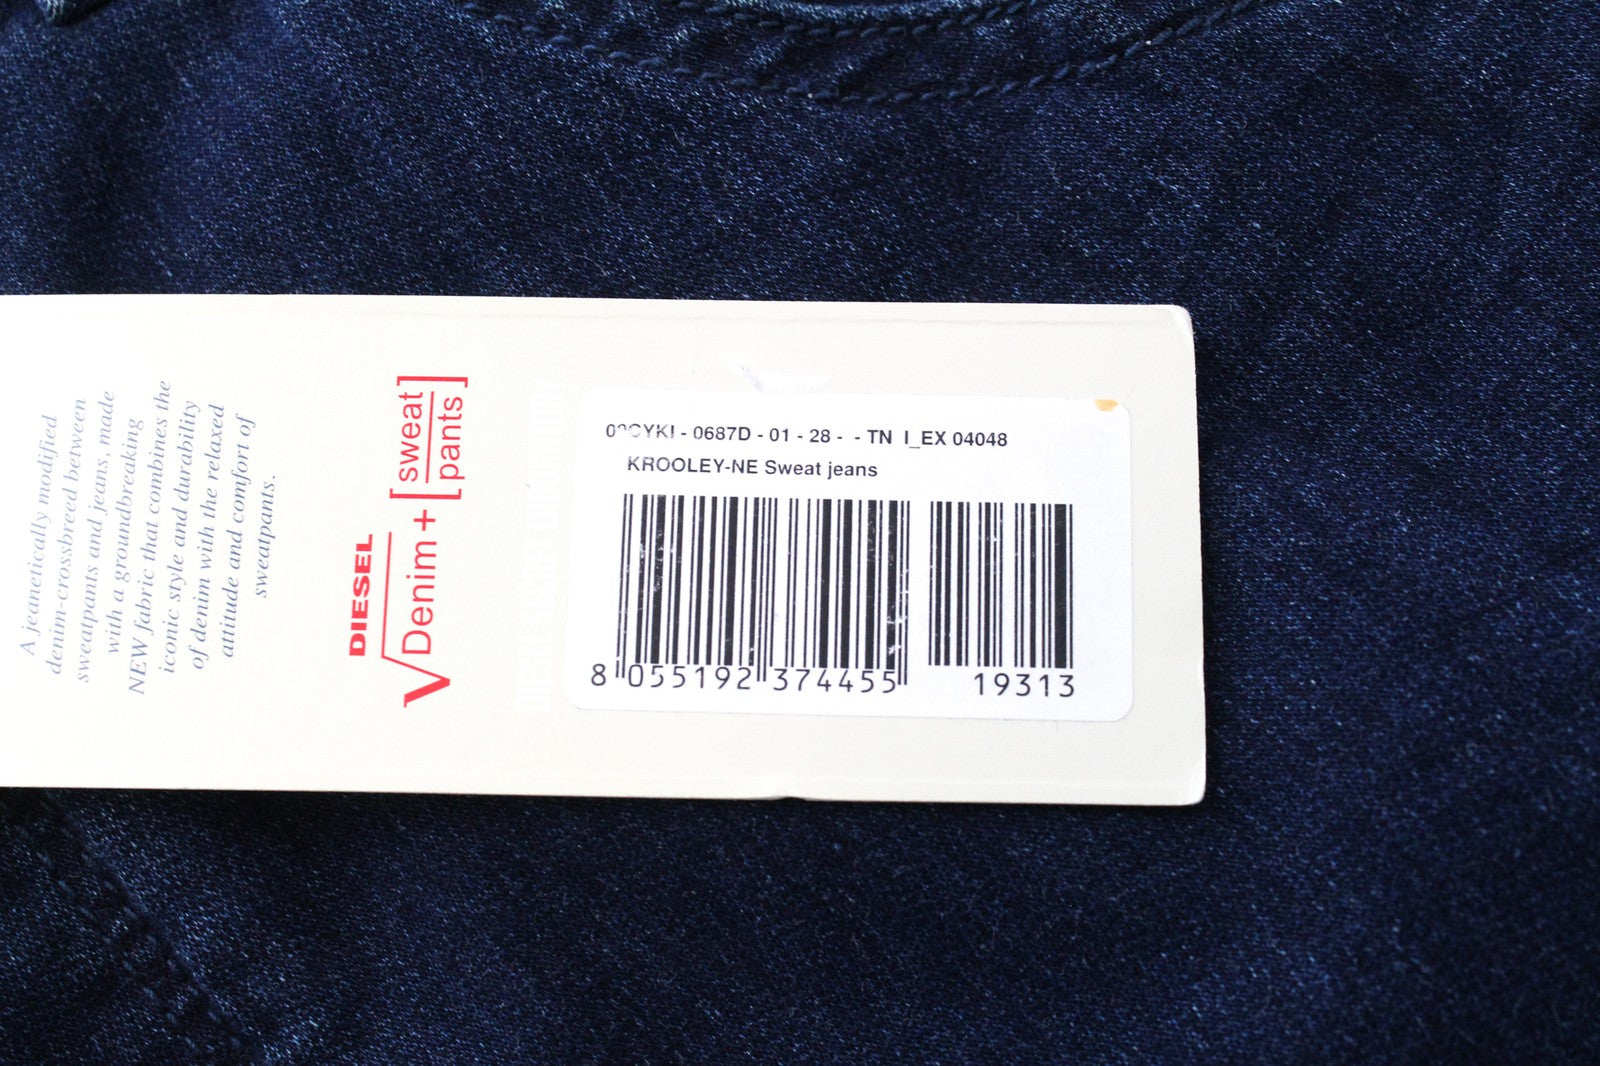 A jeanetically modified
denim-crossbreed between
sweatpants and jeans, made
with a groundbreaking
NEW fabric that combines the
iconic style and durability
of denim with the relaxed
attitude and comfort of
sweatpants.
DIESEL
√Denim + [sweat
pants]
- 0687D - 01 - 28 - - TN I_EX 04048
KROOLEY-NE Sweat jeans
8 055192 374455 19313